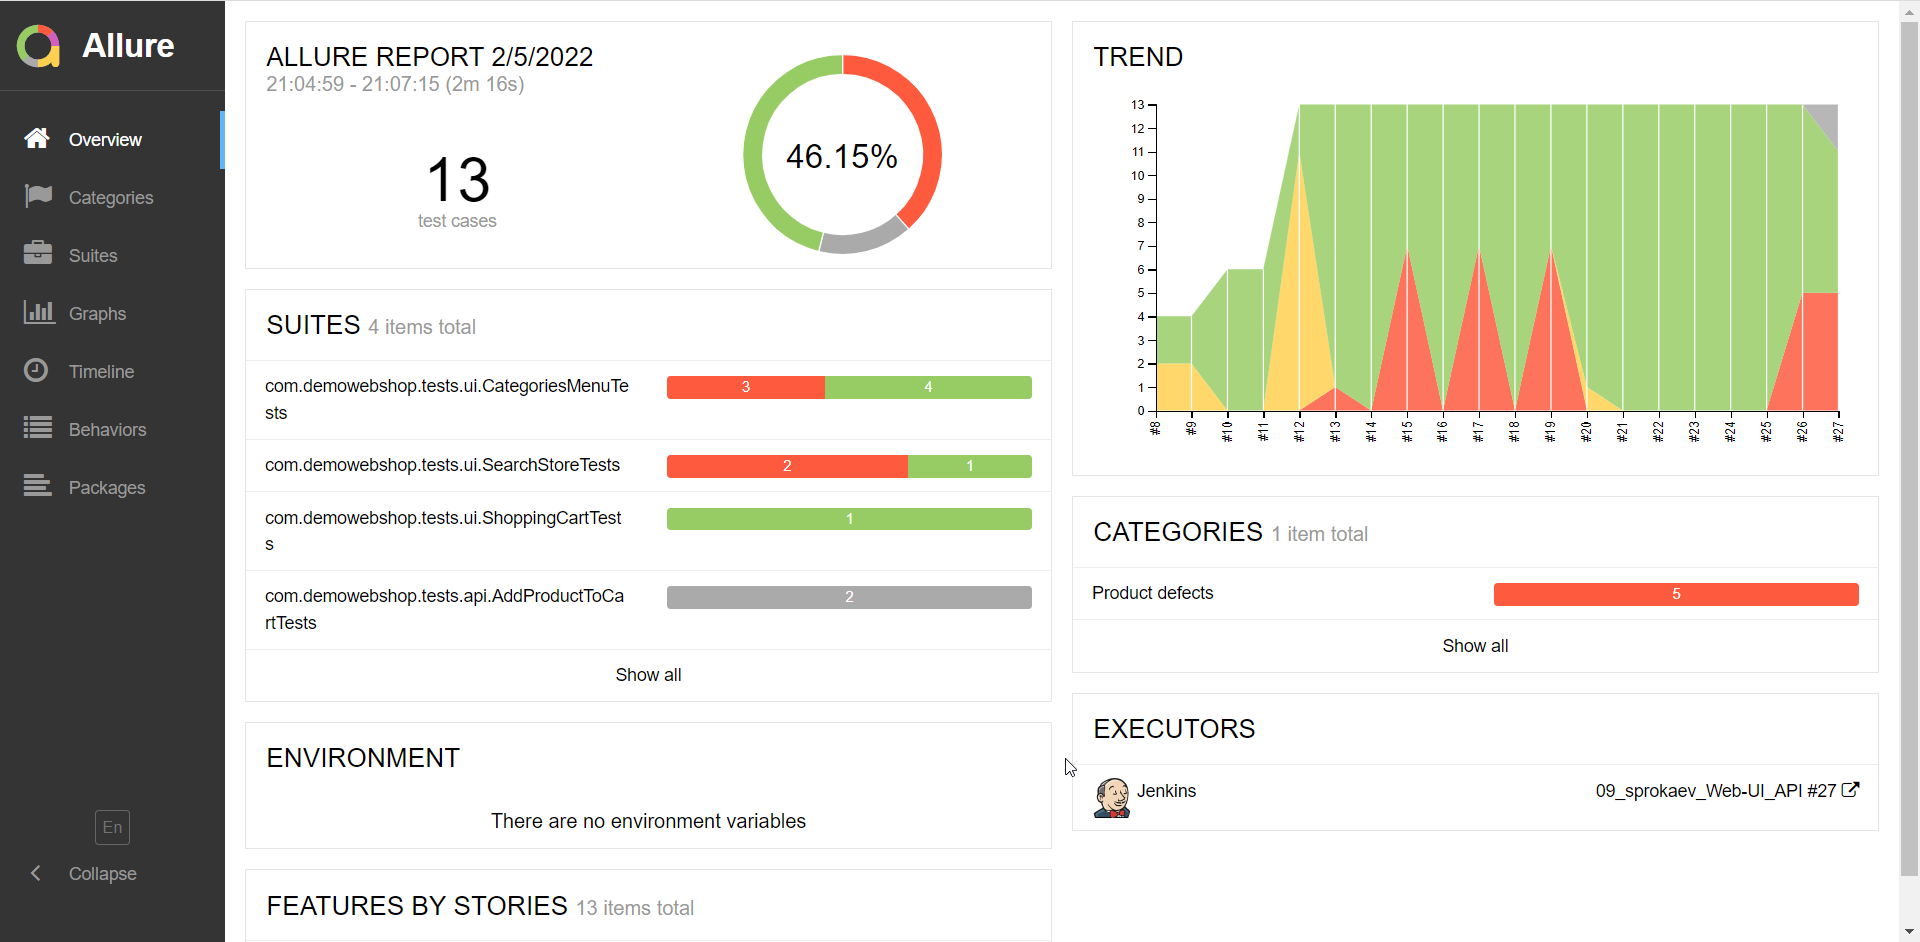 Allure
Overview
Categories
Suites
Graphs
Timeline
Behaviors
Packages
En
Collapse
ALLURE REPORT 2/5/2022
21:04:59 - 21:07:15 (2m 16s)
13
test cases
46.15%
SUITES 4 items total
com.demowebshop.tests.ui.CategoriesMenuTe
sts
3 4
com.demowebshop.tests.ui.SearchStoreTests
2 1
com.demowebshop.tests.ui.ShoppingCartTest
s
1
com.demowebshop.tests.api.AddProductToCa
rtTests
2
Show all
ENVIRONMENT
There are no environment variables
FEATURES BY STORIES 13 items total
TREND
13
12
11
10
9
8
7
6
5
4
3
2
1
0
#8 #9 #10 #11 #12 #13 #14 #15 #16 #17 #18 #19 #20 #21 #22 #23 #24 #25 #26 #27
CATEGORIES 1 item total
Product defects 5
Show all
EXECUTORS
Jenkins 09_sprokaev_Web-UI_API #27